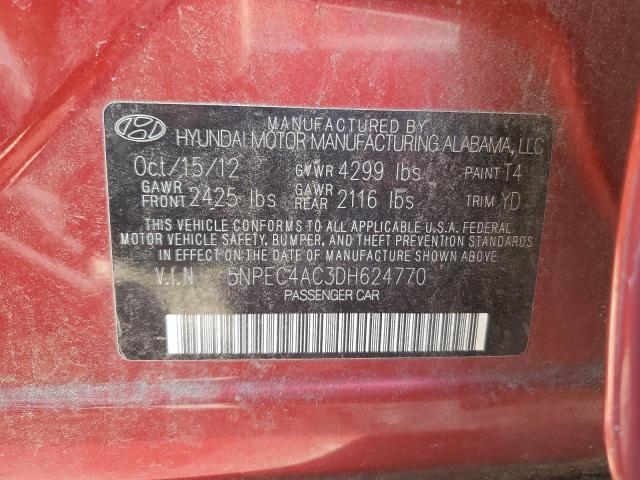 MANUFACTURED BY
HYUNDAI MOTOR MANUFACTURING ALABAMA, LLC
Oct/15/12 GVWR 4299 lbs PAINT T4
GAWR FRONT 2425 lbs GAWR REAR 2116 lbs TRIM YD
THIS VEHICLE CONFORMS TO ALL APPLICABLE U.S.A. FEDERAL
MOTOR VEHICLE SAFETY, BUMPER, AND THEFT PREVENTION STANDARDS
IN EFFECT ON THE DATE OF MANUFACTURE SHOWN ABOVE.
V.I.N 5NPEC4AC3DH624770
PASSENGER CAR